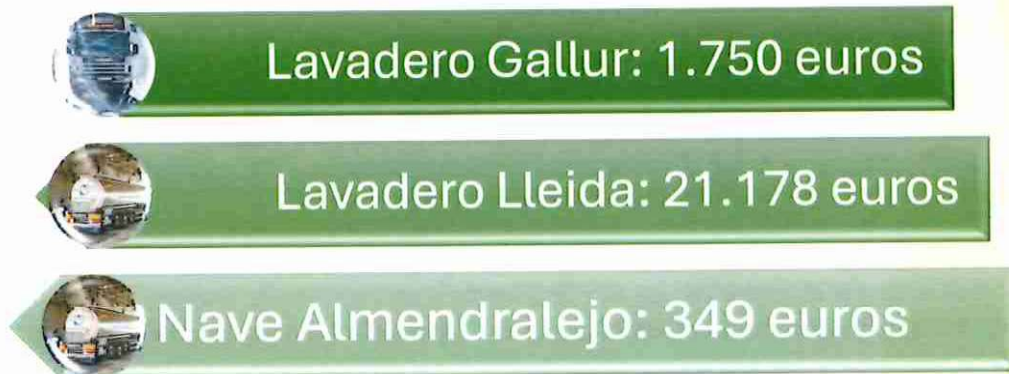 Lavadero Gallur: 1.750 euros
Lavadero Lleida: 21.178 euros
Nave Almendralejo: 349 euros